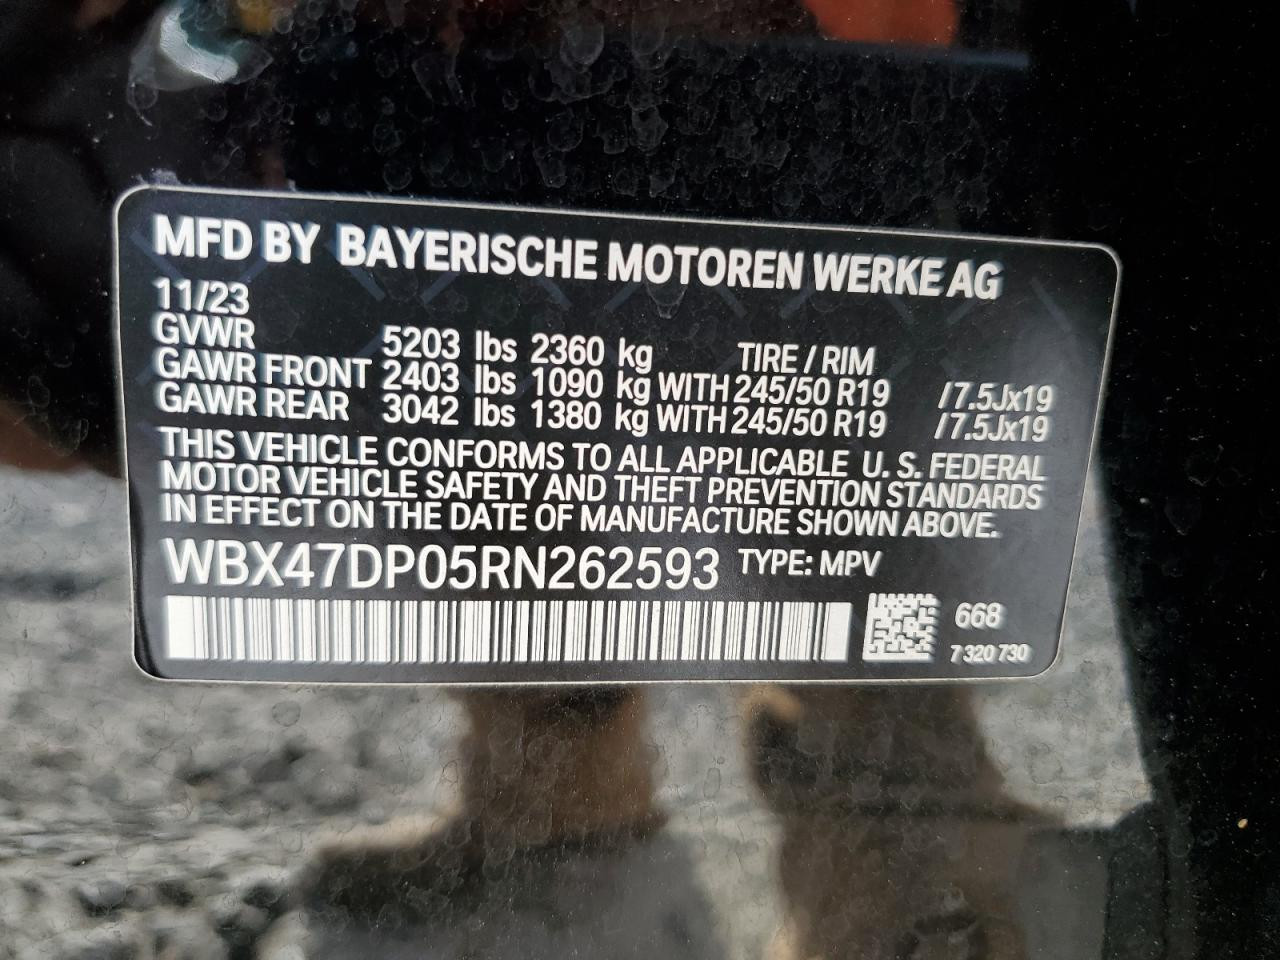 MFD BY BAYERISCHE MOTOREN WERKE AG
11/23
GVWR 5203 lbs 2360 kg TIRE / RIM
GAWR FRONT 2403 lbs 1090 kg WITH 245/50 R19 /7.5Jx19
GAWR REAR 3042 lbs 1380 kg WITH 245/50 R19 /7.5Jx19
THIS VEHICLE CONFORMS TO ALL APPLICABLE U. S. FEDERAL
MOTOR VEHICLE SAFETY AND THEFT PREVENTION STANDARDS
IN EFFECT ON THE DATE OF MANUFACTURE SHOWN ABOVE.
WBX47DP05RN262593 TYPE: MPV
668
7 320 730